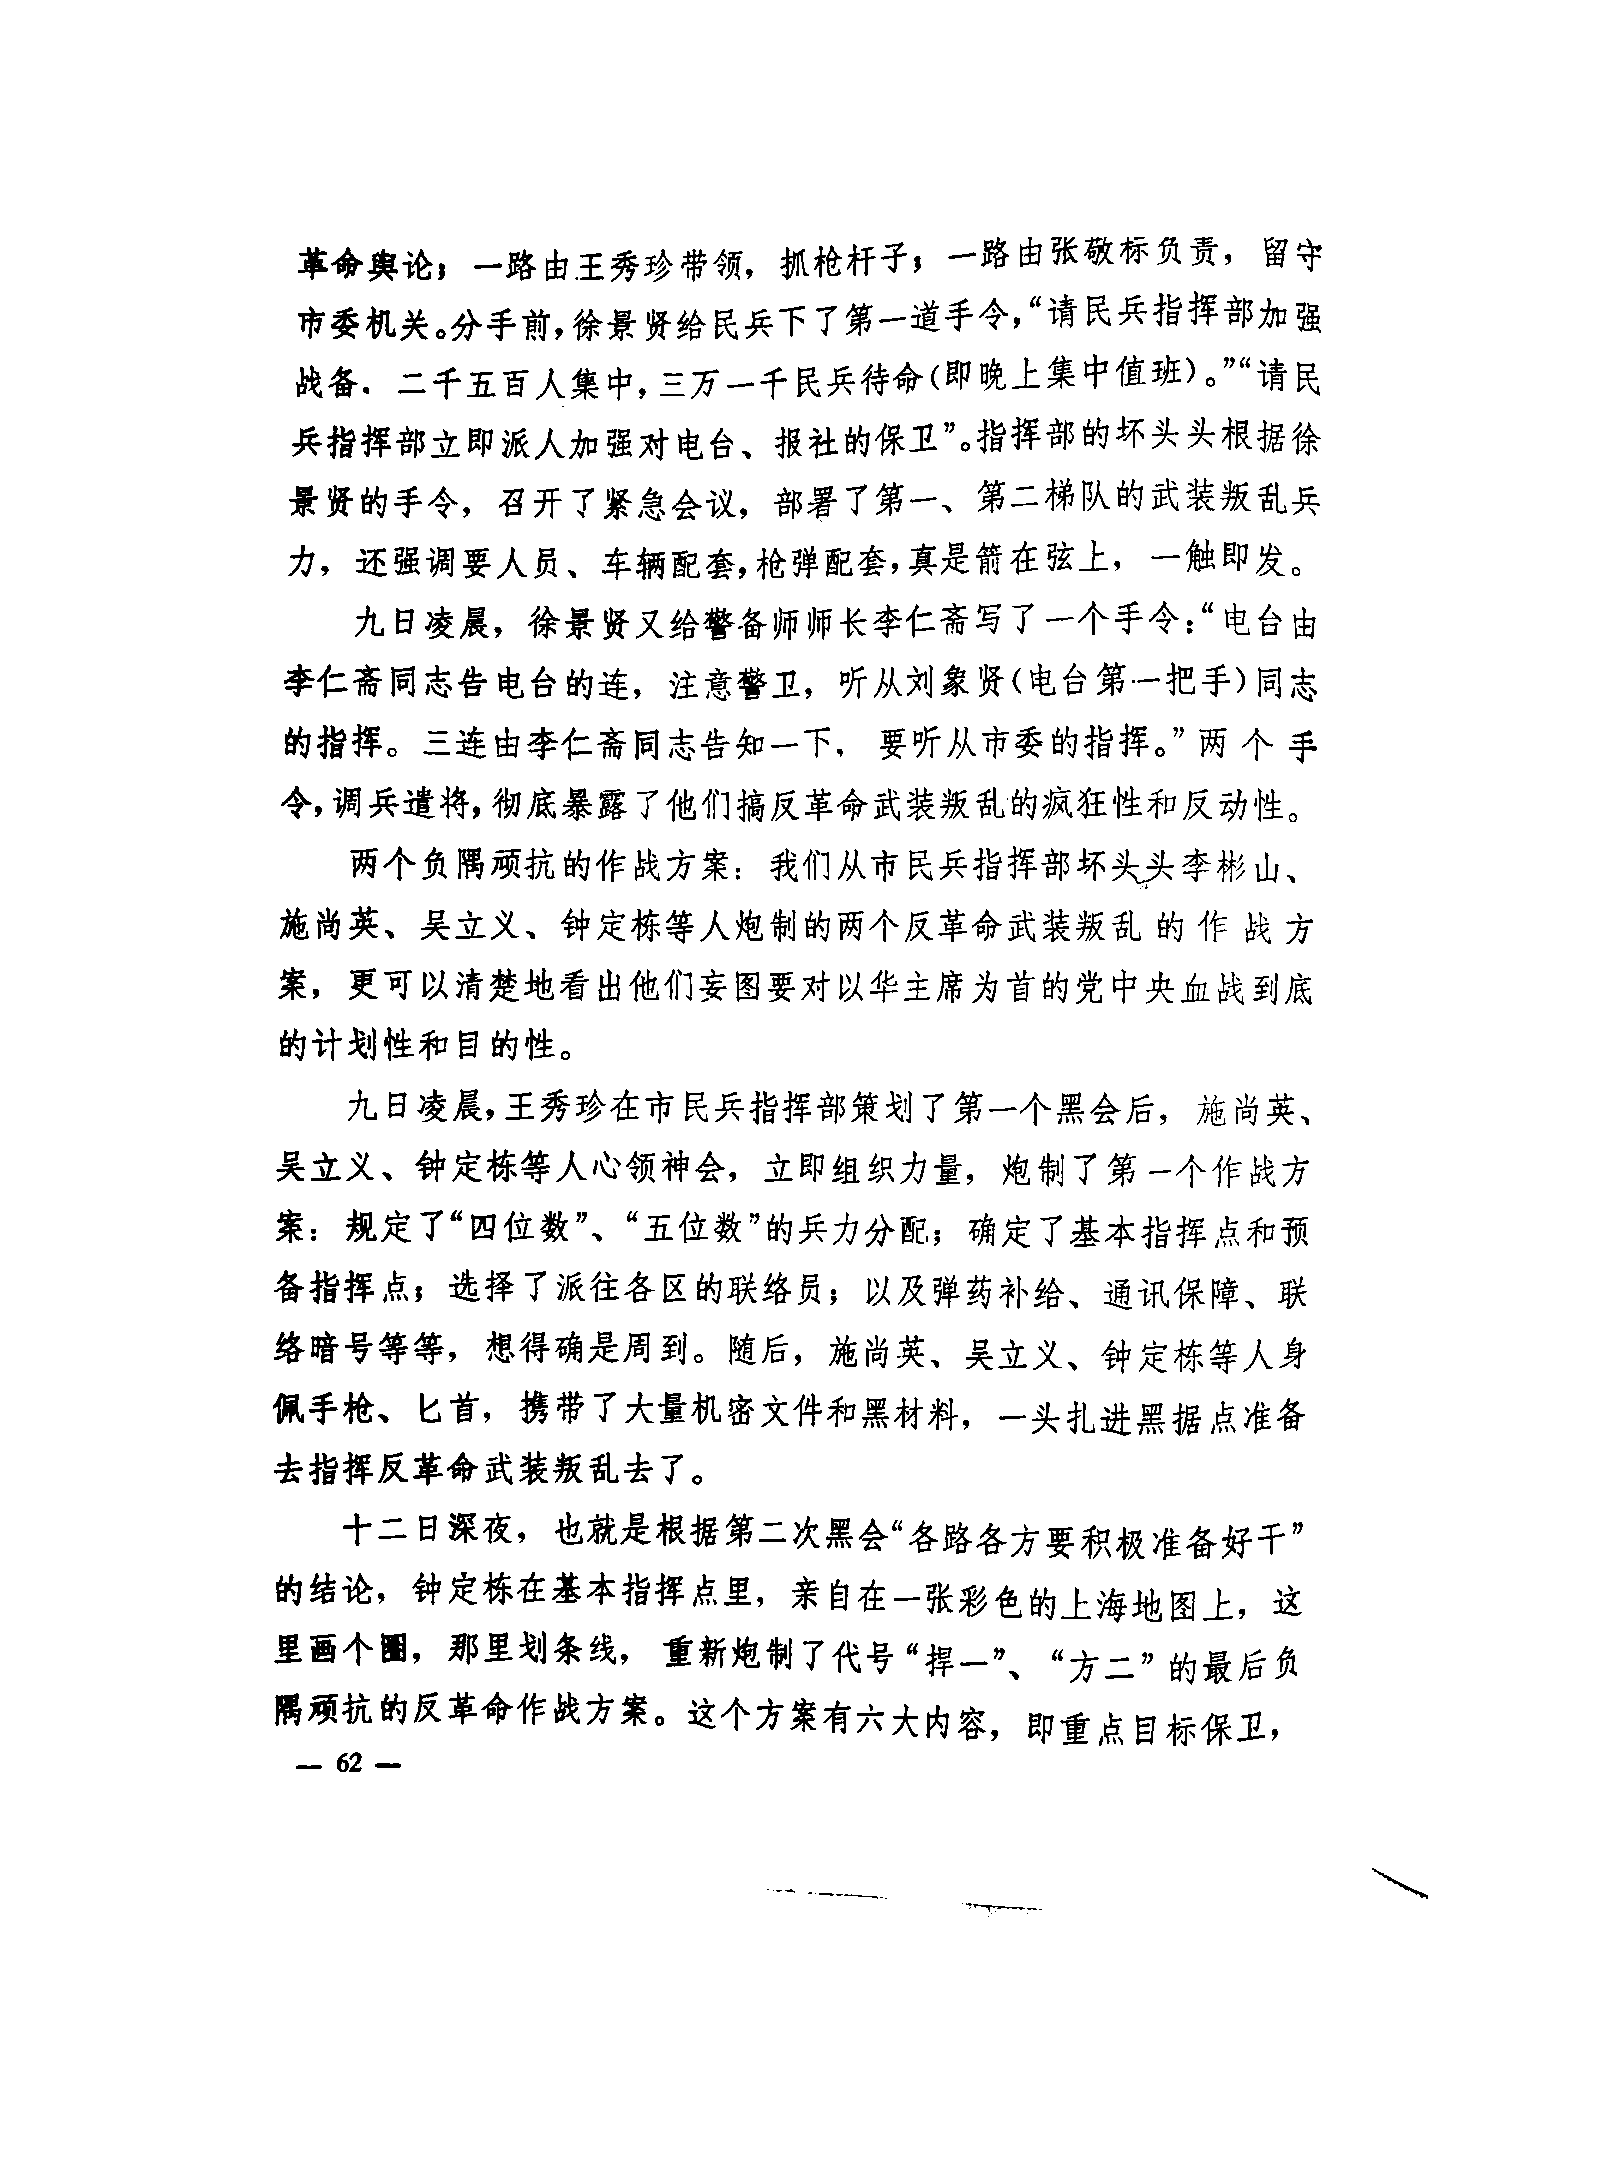 革命舆论；一路由王秀珍带领，抓枪杆子；一路由张敬标负责，留守
市委机关。分手前，徐景贤给民兵下了第一道手令，“请民兵指挥部加强
战备．二千五百人集中，三万一千民兵待命(即晚上集中值班)。”“请民
兵指挥部立即派人加强对电台、报社的保卫”。指挥部的坏头头根据徐
景贤的手令，召开了紧急会议，部署了第一、第二梯队的武装叛乱兵
力，还强调要人员、车辆配套，枪弹配套，真是箭在弦上，一触即发。
九日凌晨，徐景贤又给警备师师长李仁斋写了一个手令：“电台由
李仁斋同志告电台的连，注意警卫，听从刘象贤(电台第一把手)同志
的指挥。三连由李仁斋同志告知一下，要听从市委的指挥。”两个手
令，调兵遣将，彻底暴露了他们搞反革命武装叛乱的疯狂性和反动性。
两个负隅顽抗的作战方案：我们从市民兵指挥部坏头头李彬山、
施尚英、吴立义、钟定栋等人炮制的两个反革命武装叛乱的作战方
案，更可以清楚地看出他们妄图要对以华主席为首的党中央血战到底
的计划性和目的性。
九日凌晨，王秀珍在市民兵指挥部策划了第一个黑会后，施尚英、
吴立义、钟定栋等人心领神会，立即组织力量，炮制了第一个作战方
案：规定了“四位数”、“五位数”的兵力分配；确定了基本指挥点和预
备指挥点；选择了派往各区的联络员；以及弹药补给、通讯保障、联
络暗号等等，想得确是周到。随后，施尚英、吴立义、钟定栋等人身
佩手枪、匕首，携带了大量机密文件和黑材料，一头扎进黑据点准备
去指挥反革命武装叛乱去了。
十二日深夜，也就是根据第二次黑会“各路各方要积极准备好干”
的结论，钟定栋在基本指挥点里，亲自在一张彩色的上海地图上，这
里画个圈，那里划条线，重新炮制了代号“捍一”、“方二”的最后负
隅顽抗的反革命作战方案。这个方案有六大内容，即重点目标保卫，
— 62 —